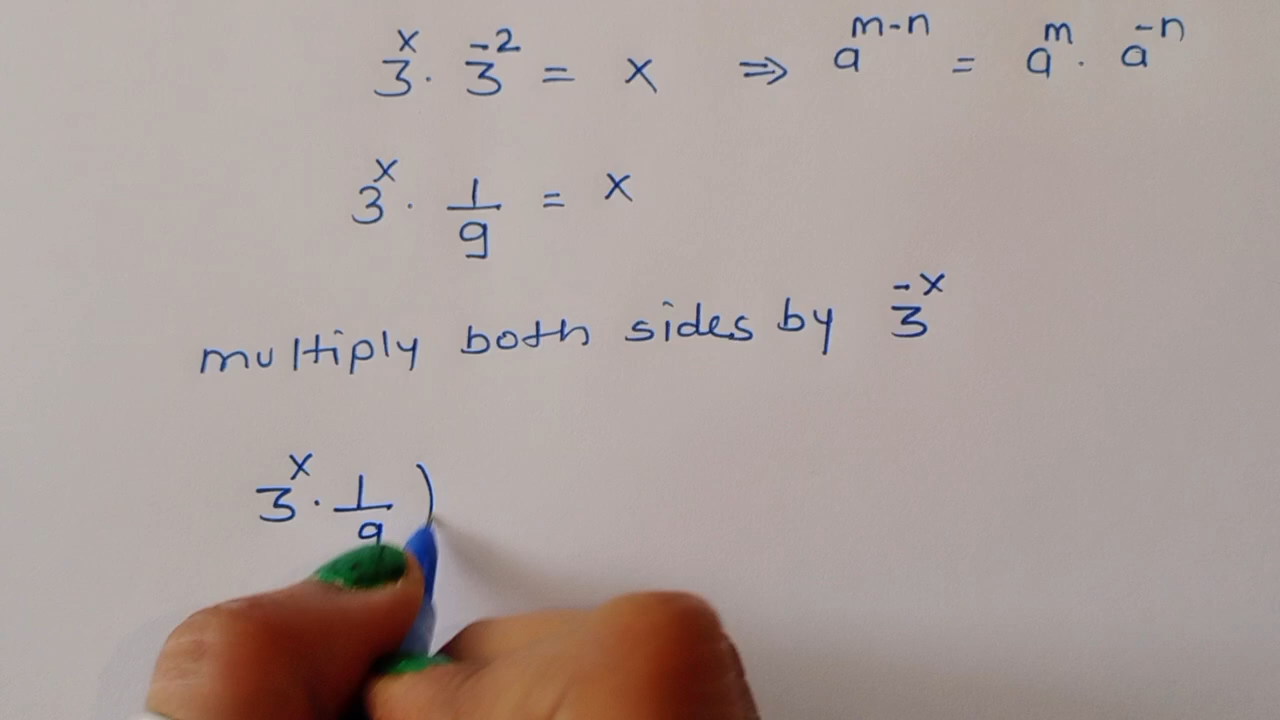 3^x · 3^-2 = x ⇒ a^m-n = a^m · a^-n
3^x · 1/9 = x
multiply both sides by 3^-x
3^x · 1/9 )